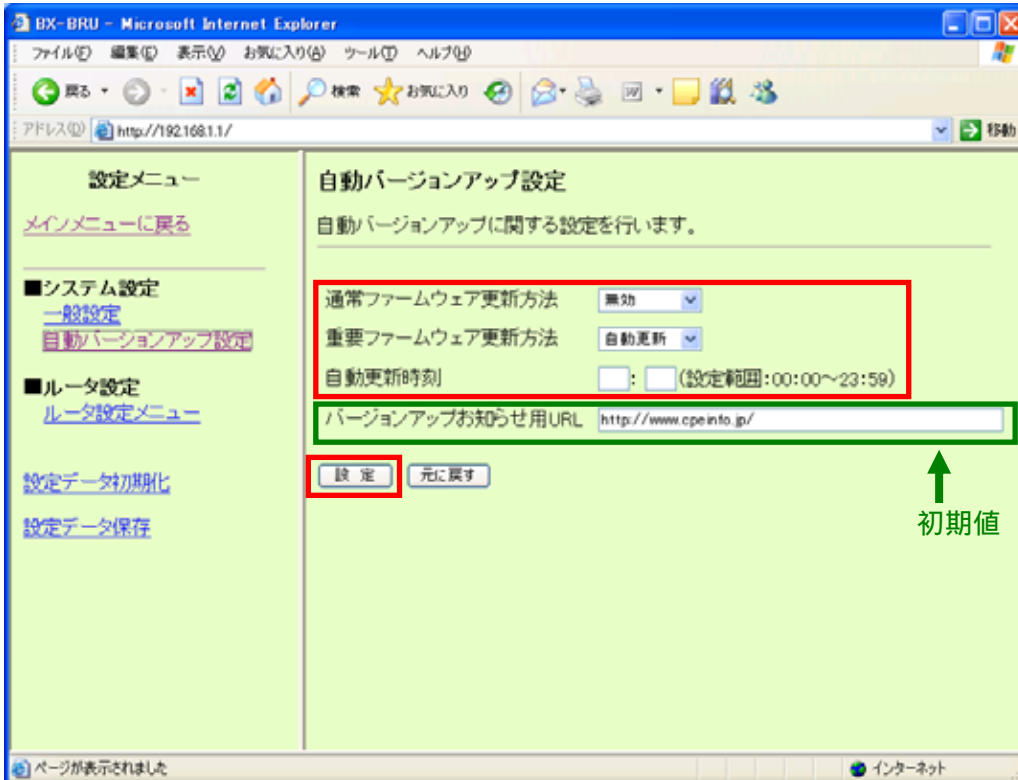 BX-BRU - Microsoft Internet Explorer
ファイル(F) 編集(E) 表示(V) お気に入り(A) ツール(T) ヘルプ(H)
戻る 検索 お気に入り
アドレス(D) http://192.168.1.1/ 移動
設定メニュー
メインメニューに戻る
■システム設定
一般設定
自動バージョンアップ設定
■ルータ設定
ルータ設定メニュー
設定データ初期化
設定データ保存
自動バージョンアップ設定
自動バージョンアップに関する設定を行います。
通常ファームウェア更新方法 無効
重要ファームウェア更新方法 自動更新
自動更新時刻 : (設定範囲:00:00～23:59)
バージョンアップお知らせ用URL http://www.cpeinfo.jp/
設 定 元に戻す
初期値
ページが表示されました インターネット